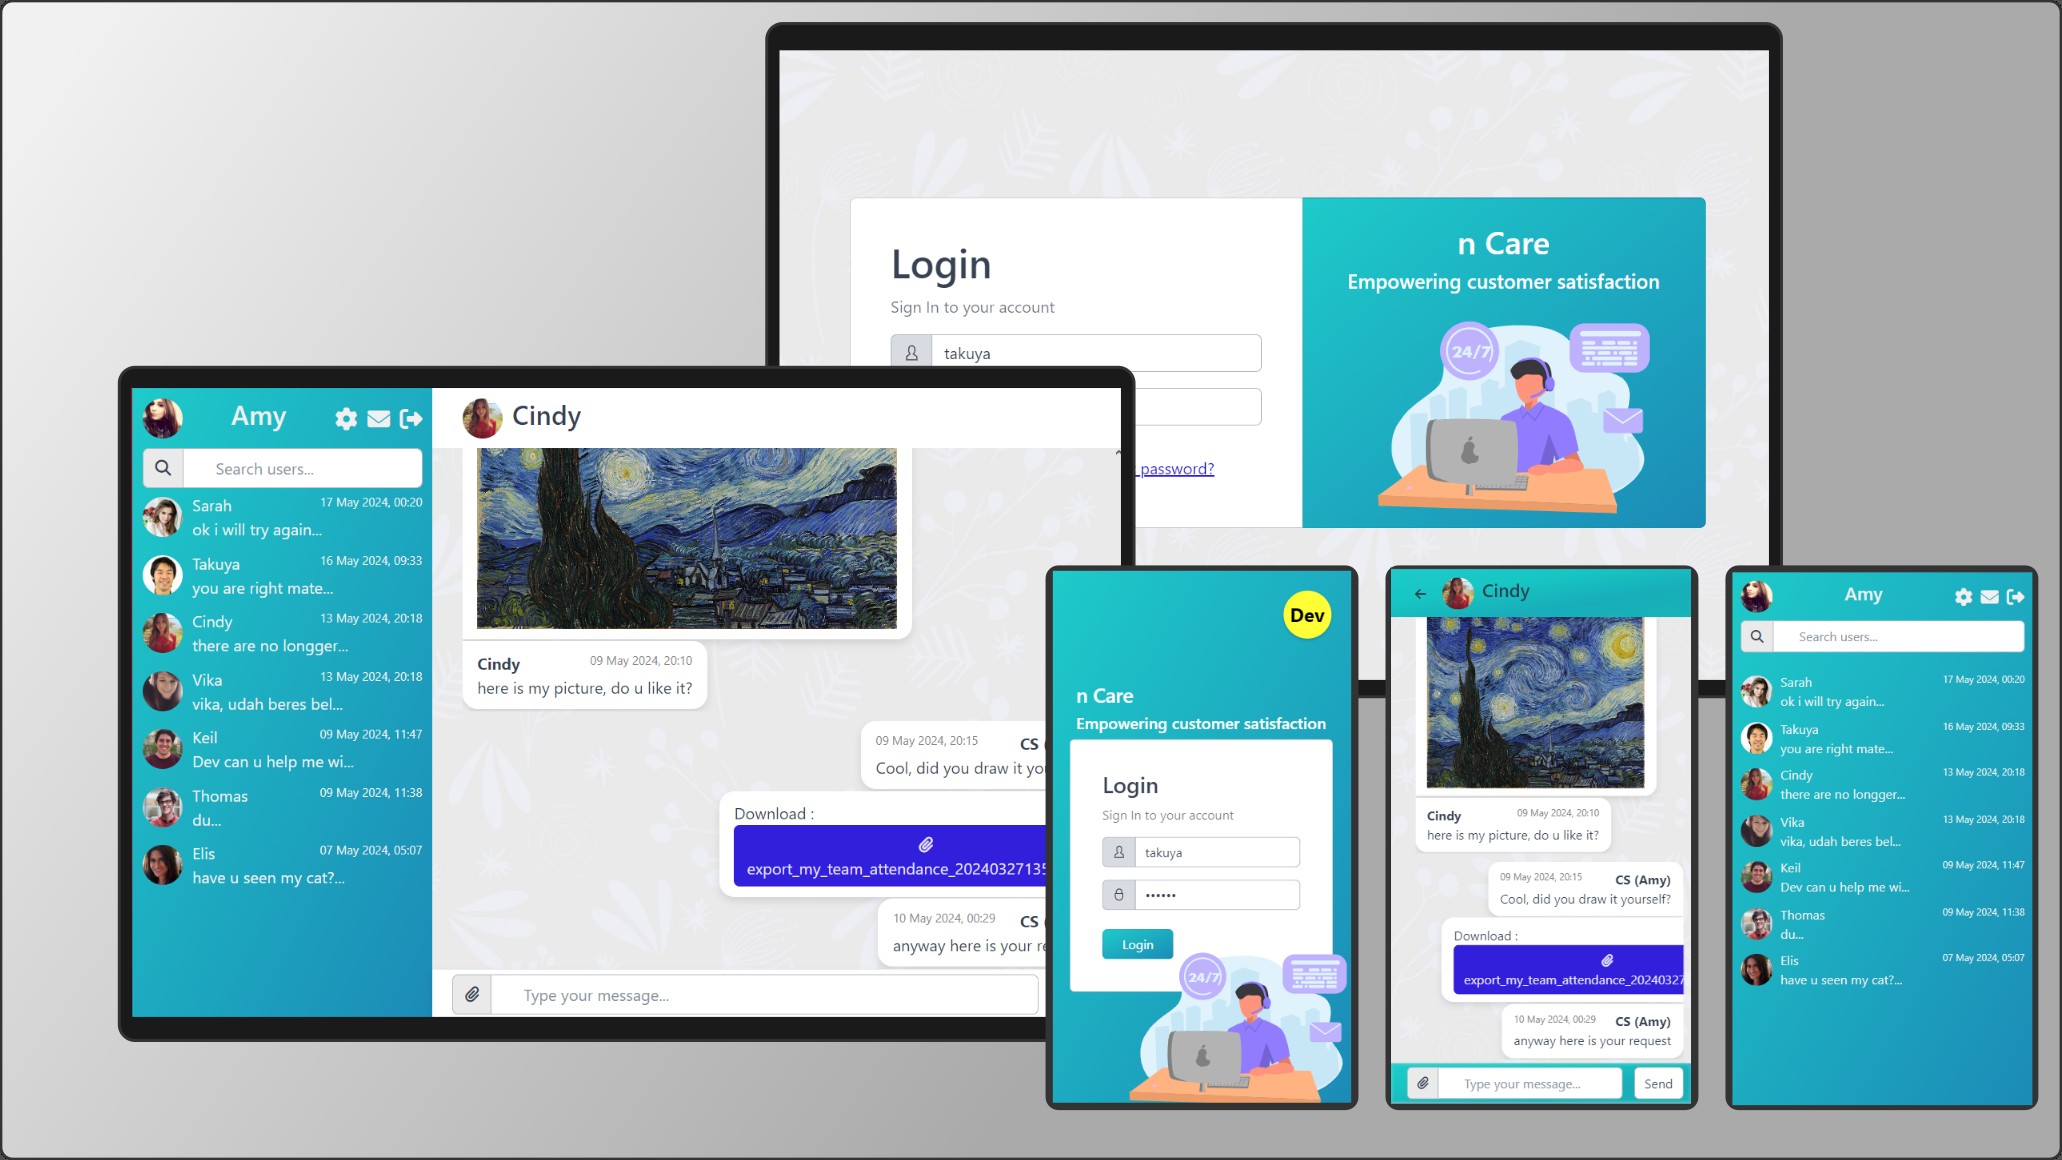 Login
Sign In to your account
takuya
password?
n Care
Empowering customer satisfaction
24/7
Amy
Search users...
Sarah 17 May 2024, 00:20
ok i will try again...
Takuya 16 May 2024, 09:33
you are right mate...
Cindy 13 May 2024, 20:18
there are no longger...
Vika 13 May 2024, 20:18
vika, udah beres bel...
Keil 09 May 2024, 11:47
Dev can u help me wi...
Thomas 09 May 2024, 11:38
du...
Elis 07 May 2024, 05:07
have u seen my cat?...
Cindy
Cindy 09 May 2024, 20:10
here is my picture, do u like it?
09 May 2024, 20:15 CS (
Cool, did you draw it you
Download :
export_my_team_attendance_2024032713
10 May 2024, 00:29 CS (
anyway here is your re
Type your message...
Dev
n Care
Empowering customer satisfaction
Login
Sign In to your account
takuya
••••••
Login
24/7
Cindy
Cindy 09 May 2024, 20:10
here is my picture, do u like it?
09 May 2024, 20:15 CS (Amy)
Cool, did you draw it yourself?
Download :
export_my_team_attendance_20240327
10 May 2024, 00:29 CS (Amy)
anyway here is your request
Type your message...
Send
Amy
Search users...
Sarah 17 May 2024, 00:20
ok i will try again...
Takuya 16 May 2024, 09:33
you are right mate...
Cindy 13 May 2024, 20:18
there are no longger...
Vika 13 May 2024, 20:18
vika, udah beres bel...
Keil 09 May 2024, 11:47
Dev can u help me wi...
Thomas 09 May 2024, 11:38
du...
Elis 07 May 2024, 05:07
have u seen my cat?...